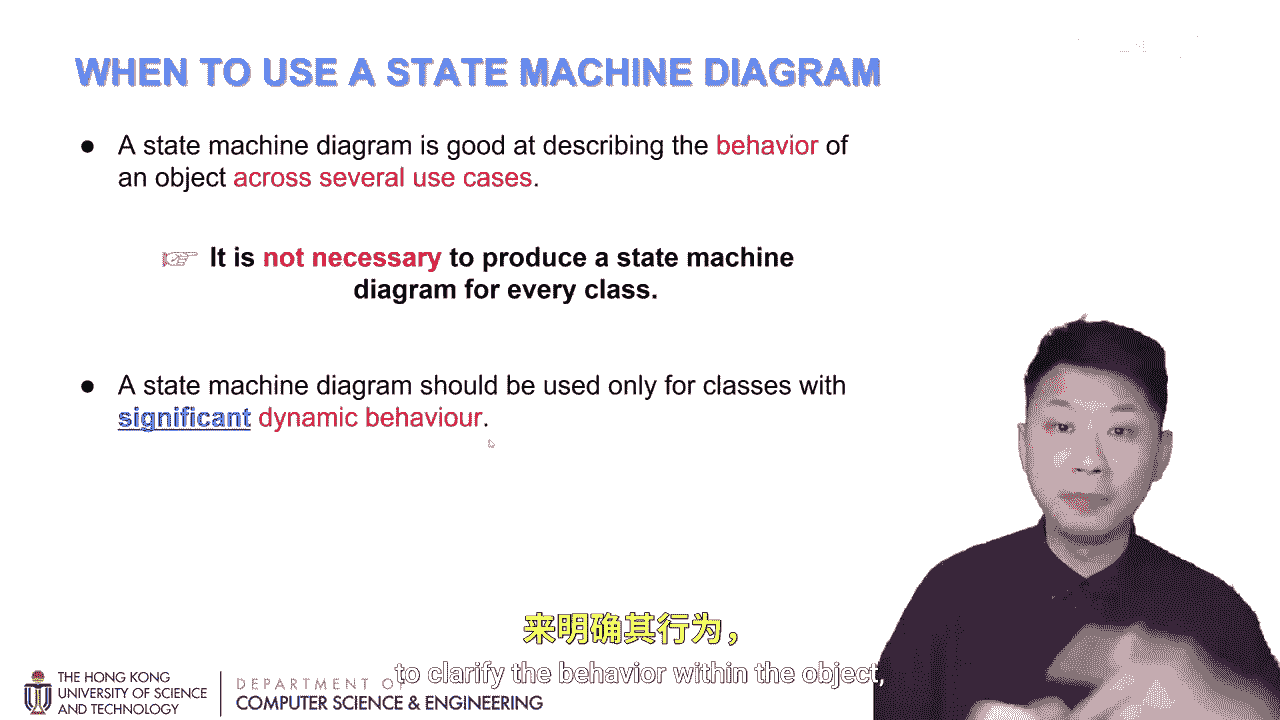 WHEN TO USE A STATE MACHINE DIAGRAM
● A state machine diagram is good at describing the behavior of
an object across several use cases.
☞ It is not necessary to produce a state machine
diagram for every class.
● A state machine diagram should be used only for classes with
significant dynamic behaviour.
来明确其行为，
to clarify the behavior within the object,
THE HONG KONG
UNIVERSITY OF SCIENCE
AND TECHNOLOGY
DEPARTMENT OF
COMPUTER SCIENCE & ENGINEERING